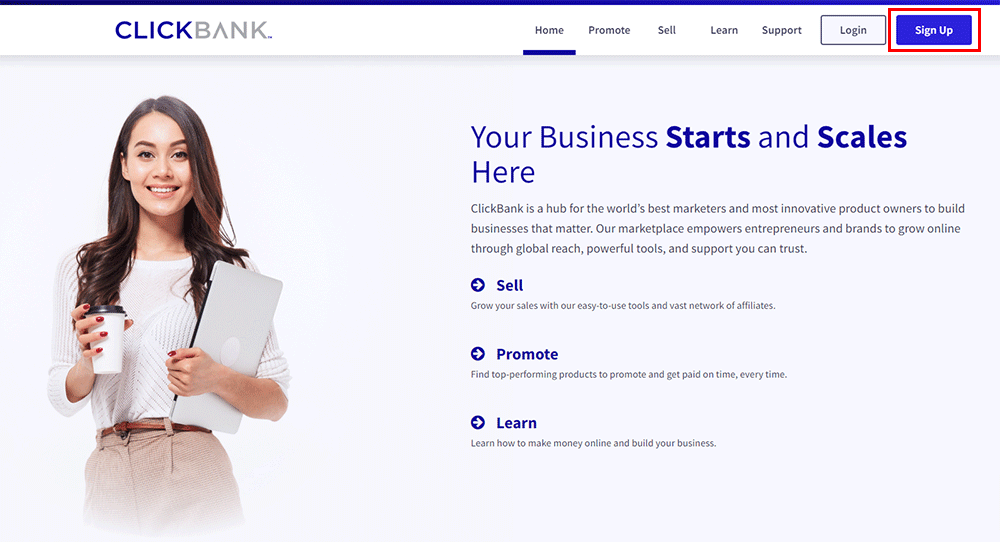 CLICKBANK™
Home
Promote
Sell
Learn
Support
Login
Sign Up
Your Business Starts and Scales
Here
ClickBank is a hub for the world’s best marketers and most innovative product owners to build
businesses that matter. Our marketplace empowers entrepreneurs and brands to grow online
through global reach, powerful tools, and support you can trust.
Sell
Grow your sales with our easy-to-use tools and vast network of affiliates.
Promote
Find top-performing products to promote and get paid on time, every time.
Learn
Learn how to make money online and build your business.